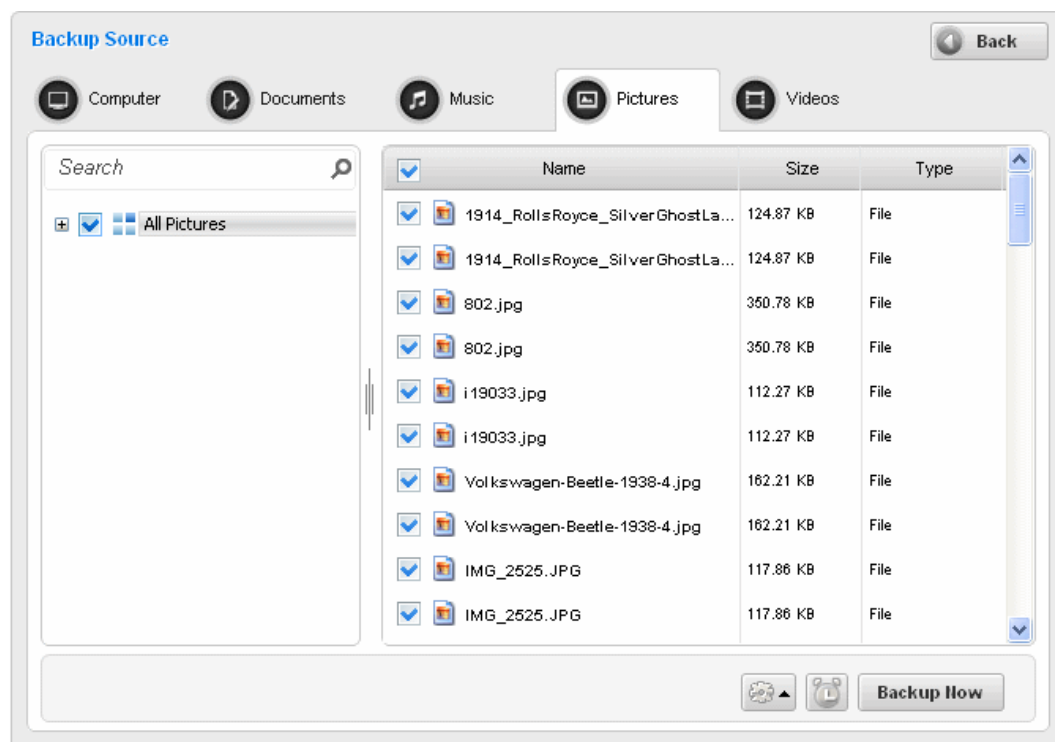 Backup Source
Back
Computer Documents Music Pictures Videos
Search
All Pictures
Name Size Type
1914_RollsRoyce_SilverGhostLa... 124.87 KB File
1914_RollsRoyce_SilverGhostLa... 124.87 KB File
802.jpg 350.78 KB File
802.jpg 350.78 KB File
i19033.jpg 112.27 KB File
i19033.jpg 112.27 KB File
Volkswagen-Beetle-1938-4.jpg 162.21 KB File
Volkswagen-Beetle-1938-4.jpg 162.21 KB File
IMG_2525.JPG 117.86 KB File
IMG_2525.JPG 117.86 KB File
Backup Now